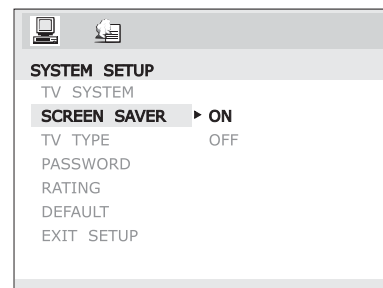 SYSTEM SETUP
TV SYSTEM
SCREEN SAVER ON
TV TYPE OFF
PASSWORD
RATING
DEFAULT
EXIT SETUP